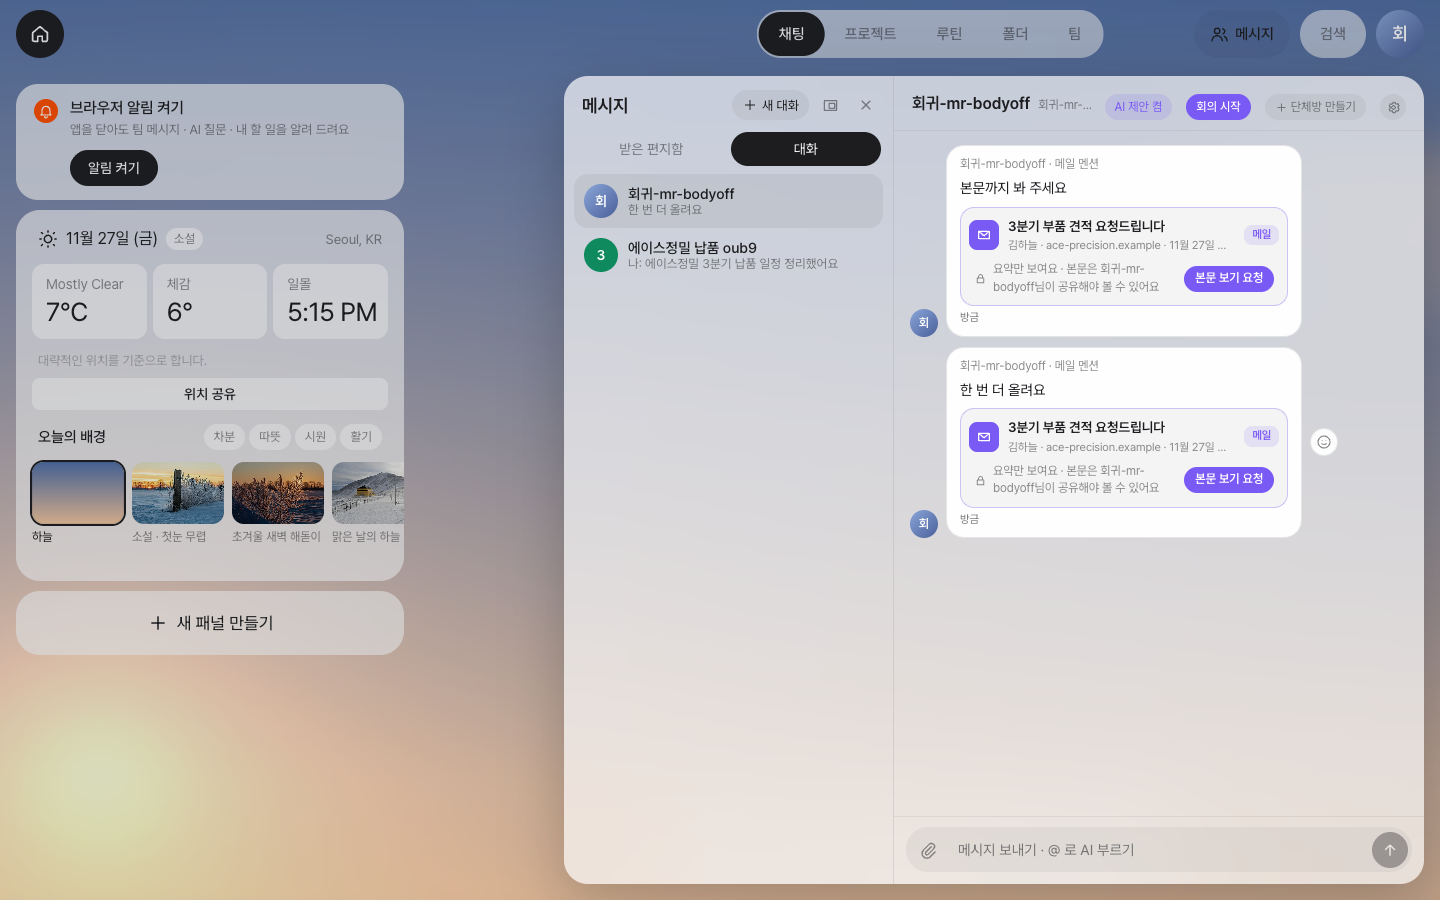 채팅
프로젝트
루틴
폴더
팀
메시지
검색
회
브라우저 알림 켜기
앱을 닫아도 팀 메시지 · AI 질문 · 내 할 일을 알려 드려요
알림 켜기
11월 27일 (금)
소설
Seoul, KR
Mostly Clear
7°C
체감
6°
일몰
5:15 PM
대략적인 위치를 기준으로 합니다.
위치 공유
오늘의 배경
차분
따뜻
시원
활기
하늘
소설 · 첫눈 무렵
초겨울 새벽 해돋이
맑은 날의 하늘
새 패널 만들기
메시지
새 대화
받은 편지함
대화
회
회귀-mr-bodyoff
한 번 더 올려요
3
에이스정밀 납품 oub9
나: 에이스정밀 3분기 납품 일정 정리했어요
회귀-mr-bodyoff
회귀-mr-...
AI 제안 켬
회의 시작
단체방 만들기
회귀-mr-bodyoff · 메일 멘션
본문까지 봐 주세요
3분기 부품 견적 요청드립니다
김하늘 · ace-precision.example · 11월 27일 ...
메일
요약만 보여요 · 본문은 회귀-mr-
bodyoff님이 공유해야 볼 수 있어요
본문 보기 요청
방금
회
회귀-mr-bodyoff · 메일 멘션
한 번 더 올려요
3분기 부품 견적 요청드립니다
김하늘 · ace-precision.example · 11월 27일 ...
메일
요약만 보여요 · 본문은 회귀-mr-
bodyoff님이 공유해야 볼 수 있어요
본문 보기 요청
방금
회
메시지 보내기 · @ 로 AI 부르기